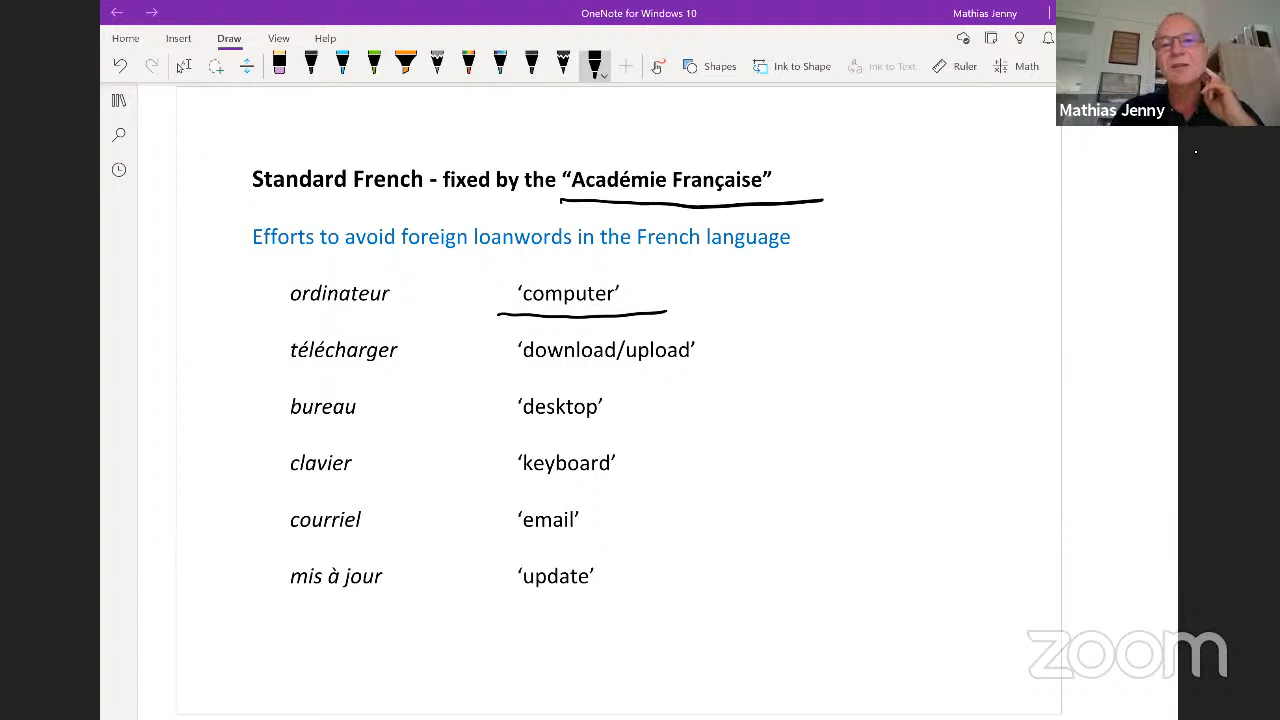 OneNote for Windows 10
Mathias Jenny
Home Insert Draw View Help
Shapes Ink to Shape Ink to Text Ruler Math
Mathias Jenny
Standard French - fixed by the “Académie Française”
Efforts to avoid foreign loanwords in the French language
ordinateur ‘computer’
télécharger ‘download/upload’
bureau ‘desktop’
clavier ‘keyboard’
courriel ‘email’
mis à jour ‘update’
zoom